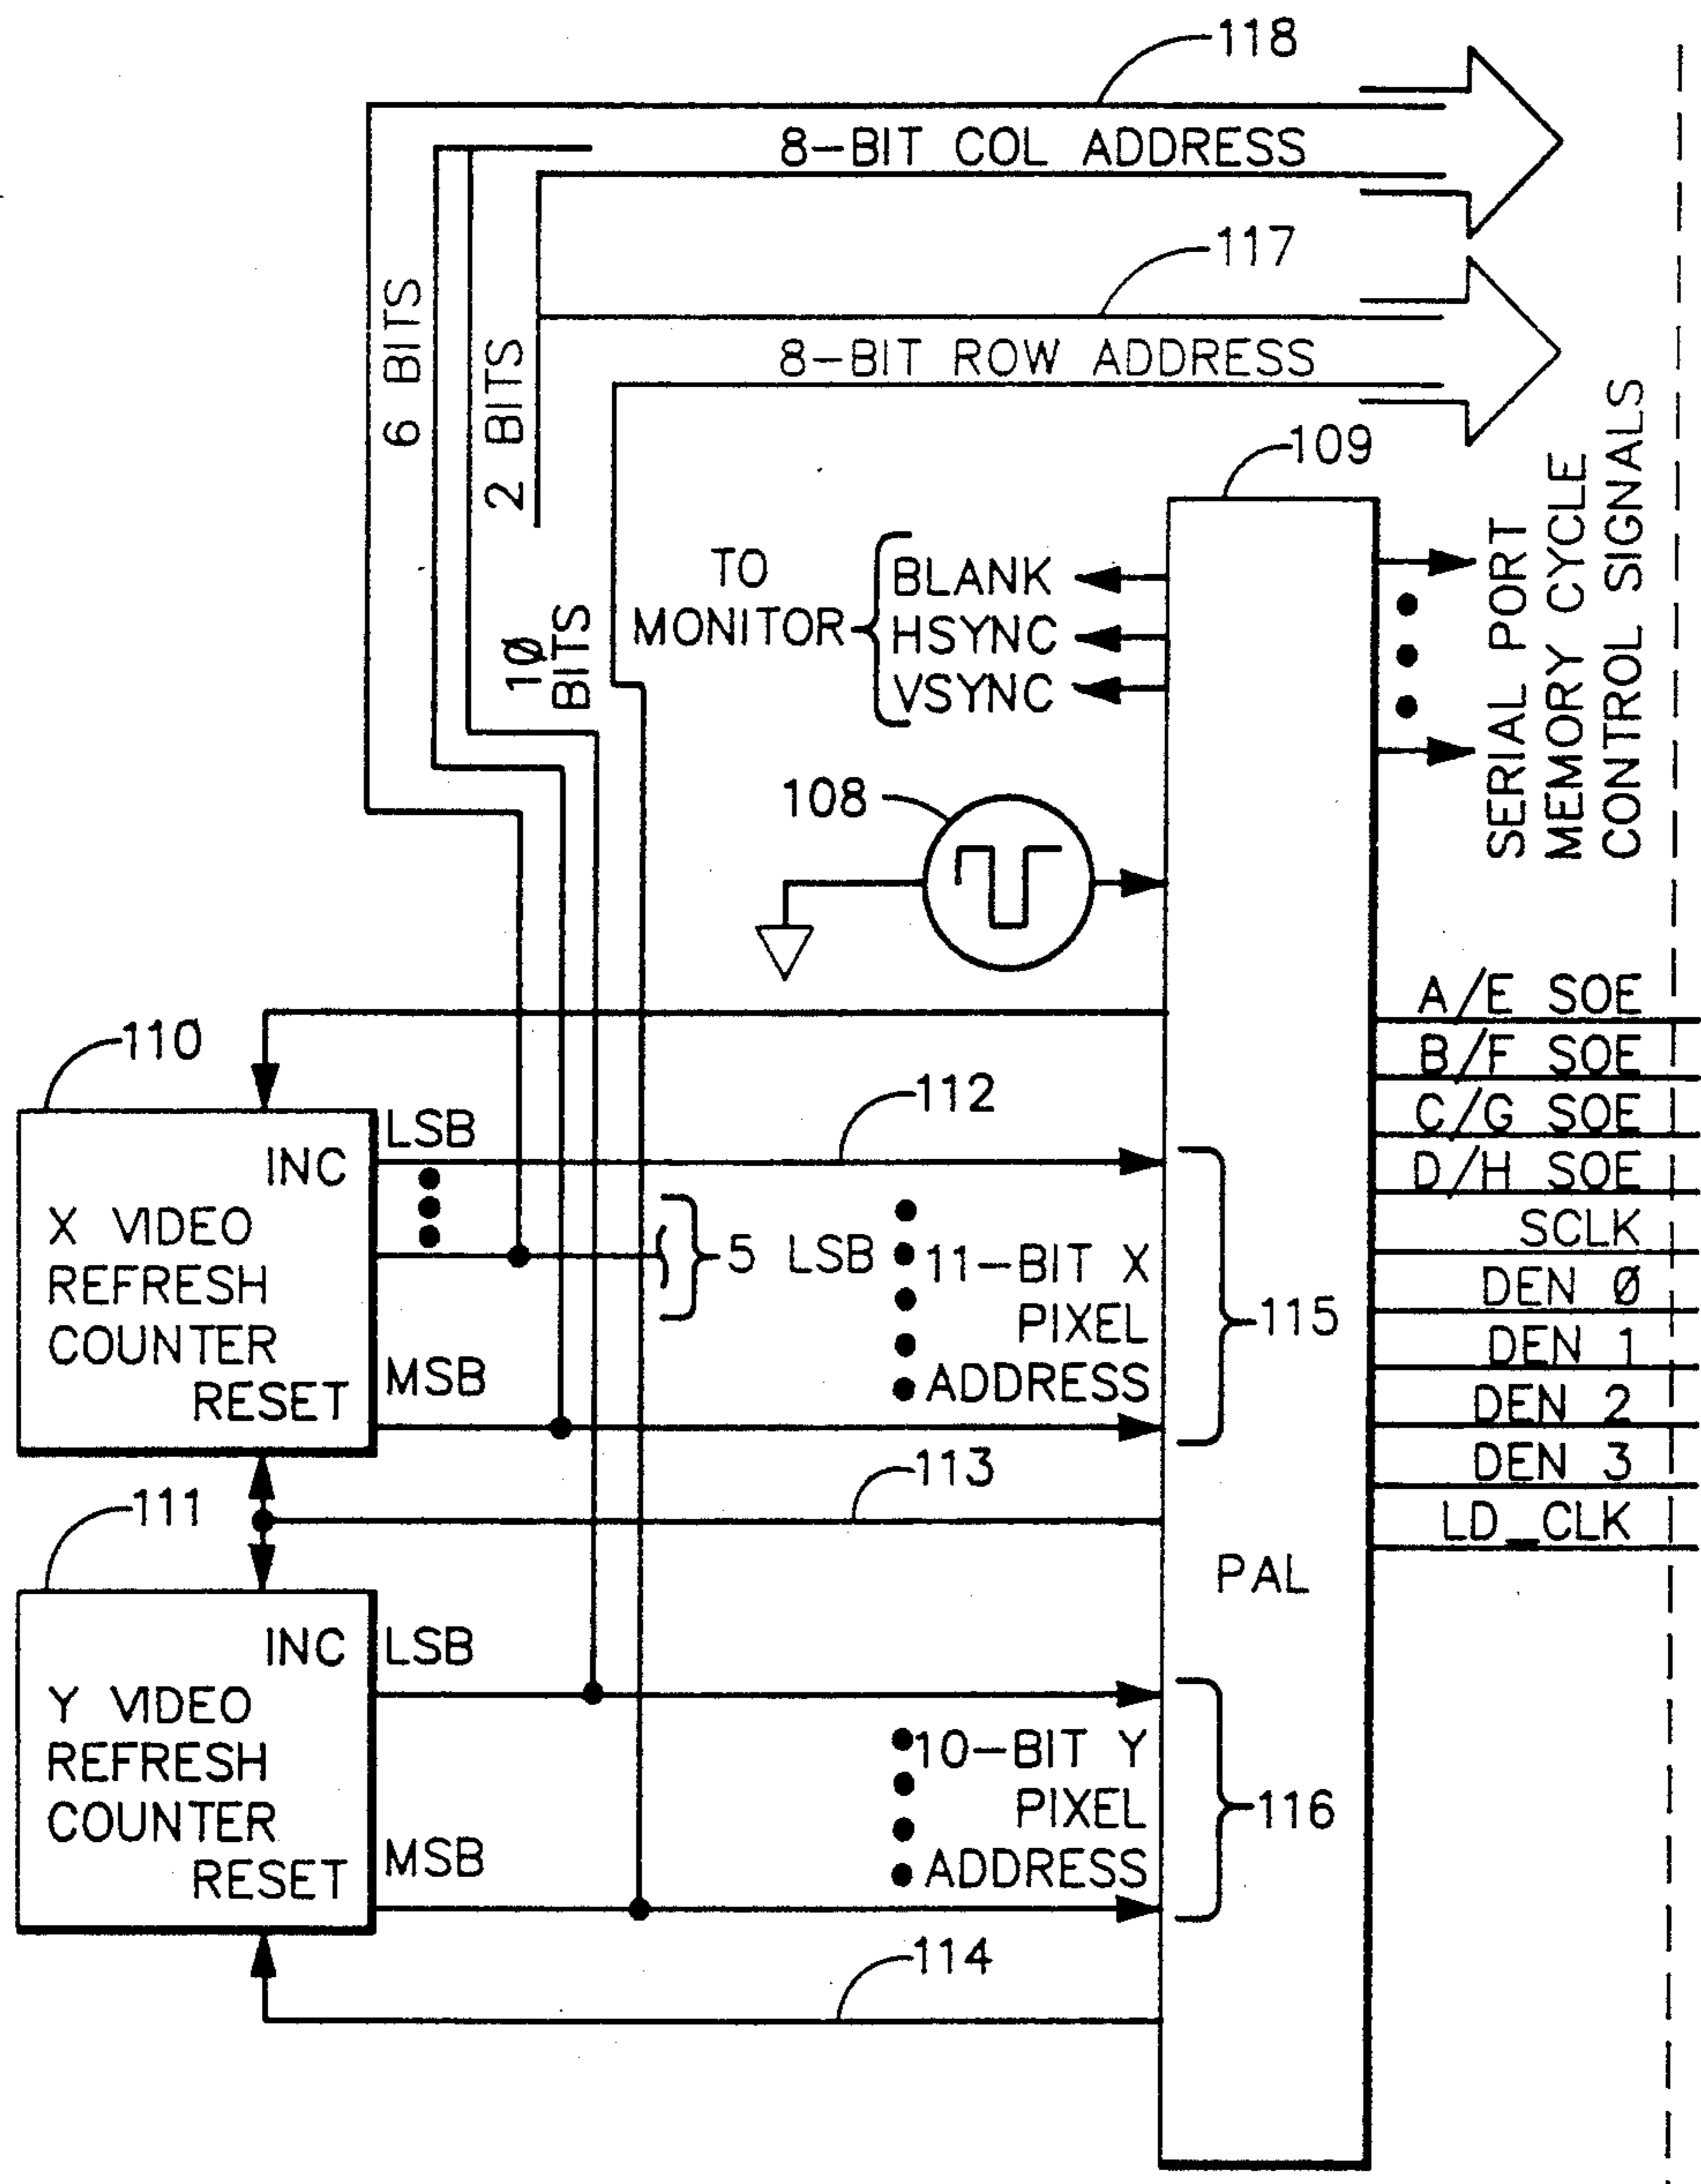 118
8-BIT COL ADDRESS
117
8-BIT ROW ADDRESS
6 BITS
2 BITS
1Ø
BITS
109
TO
MONITOR
BLANK
HSYNC
VSYNC
SERIAL PORT
MEMORY CYCLE
CONTROL SIGNALS
108
A/E SOE
B/F SOE
C/G SOE
D/H SOE
SCLK
DEN Ø
DEN 1
DEN 2
DEN 3
LD_CLK
110
INC
X VIDEO
REFRESH
COUNTER
RESET
LSB
MSB
112
5 LSB
11-BIT X
PIXEL
ADDRESS
115
113
111
INC
Y VIDEO
REFRESH
COUNTER
RESET
LSB
MSB
PAL
10-BIT Y
PIXEL
ADDRESS
116
114